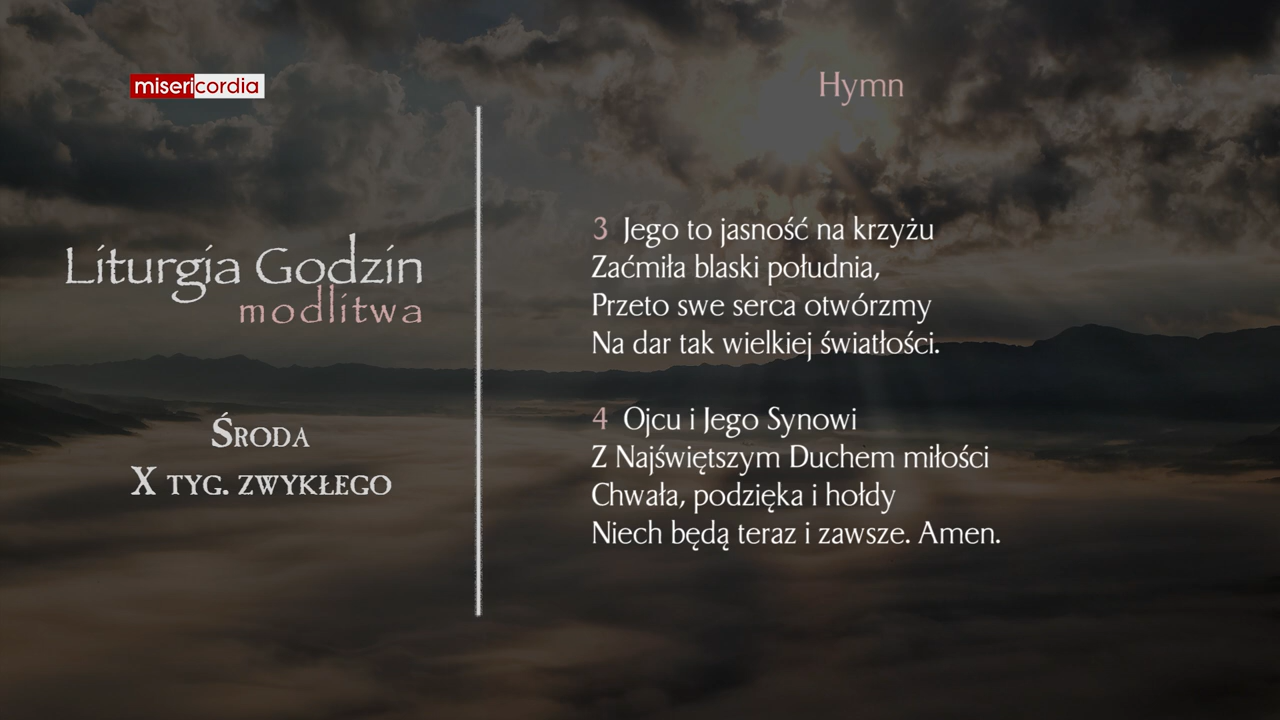 misericordia
Liturgia Godzin
modlitwa
Środa
X tyg. zwykłego
Hymn
3 Jego to jasność na krzyżu
Zaćmiła blaski południa,
Przeto swe serca otwórzmy
Na dar tak wielkiej światłości.
4 Ojcu i Jego Synowi
Z Najświętszym Duchem miłości
Chwała, podzięka i hołdy
Niech będą teraz i zawsze. Amen.